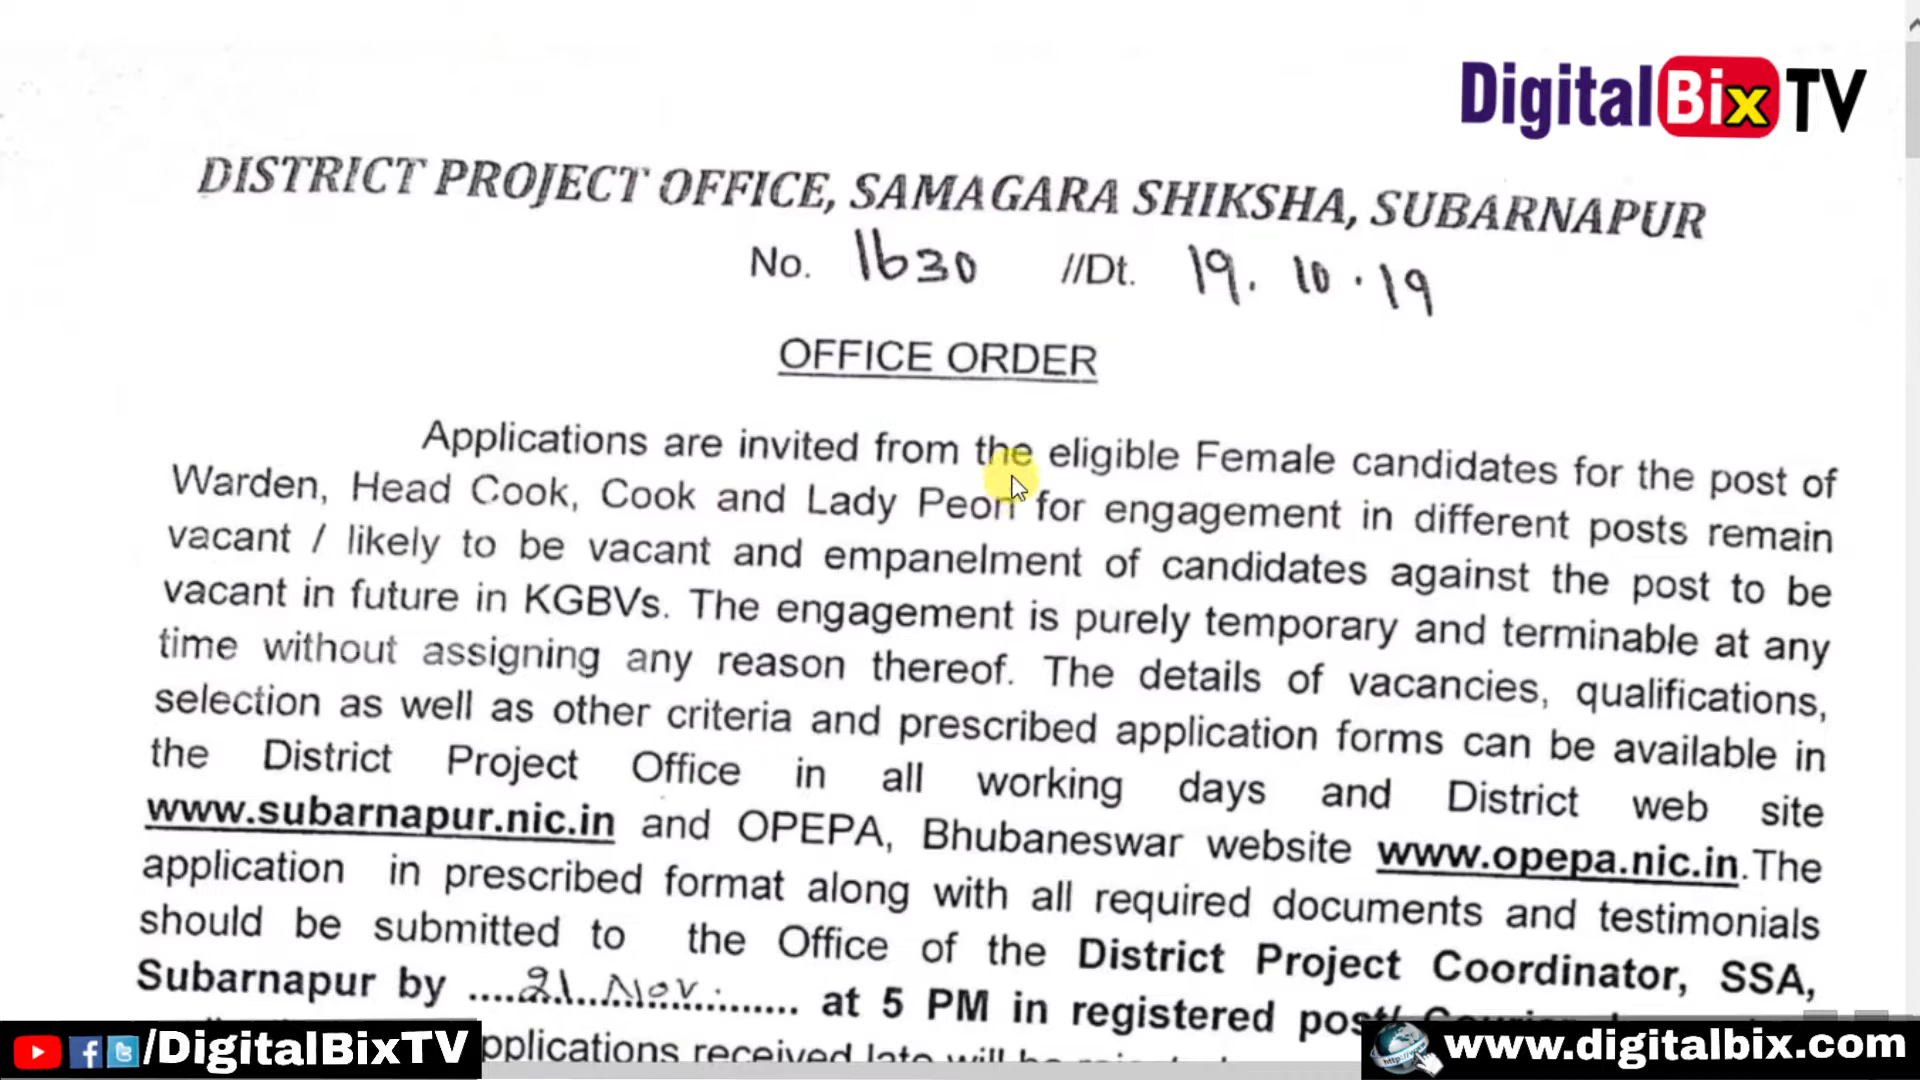 DigitalBixTV
DISTRICT PROJECT OFFICE, SAMAGARA SHIKSHA, SUBARNAPUR
No. 1630 //Dt. 19. 10 . 19
OFFICE ORDER
Applications are invited from the eligible Female candidates for the post of
Warden, Head Cook, Cook and Lady Peon for engagement in different posts remain
vacant / likely to be vacant and empanelment of candidates against the post to be
vacant in future in KGBVs. The engagement is purely temporary and terminable at any
time without assigning any reason thereof. The details of vacancies, qualifications,
selection as well as other criteria and prescribed application forms can be available in
the District Project Office in all working days and District web site
www.subarnapur.nic.in and OPEPA, Bhubaneswar website www.opepa.nic.in.The
application in prescribed format along with all required documents and testimonials
should be submitted to the Office of the District Project Coordinator, SSA,
Subarnapur by ....21 Nov........ at 5 PM in registered post/
applications received late will be
/DigitalBixTV
www.digitalbix.com